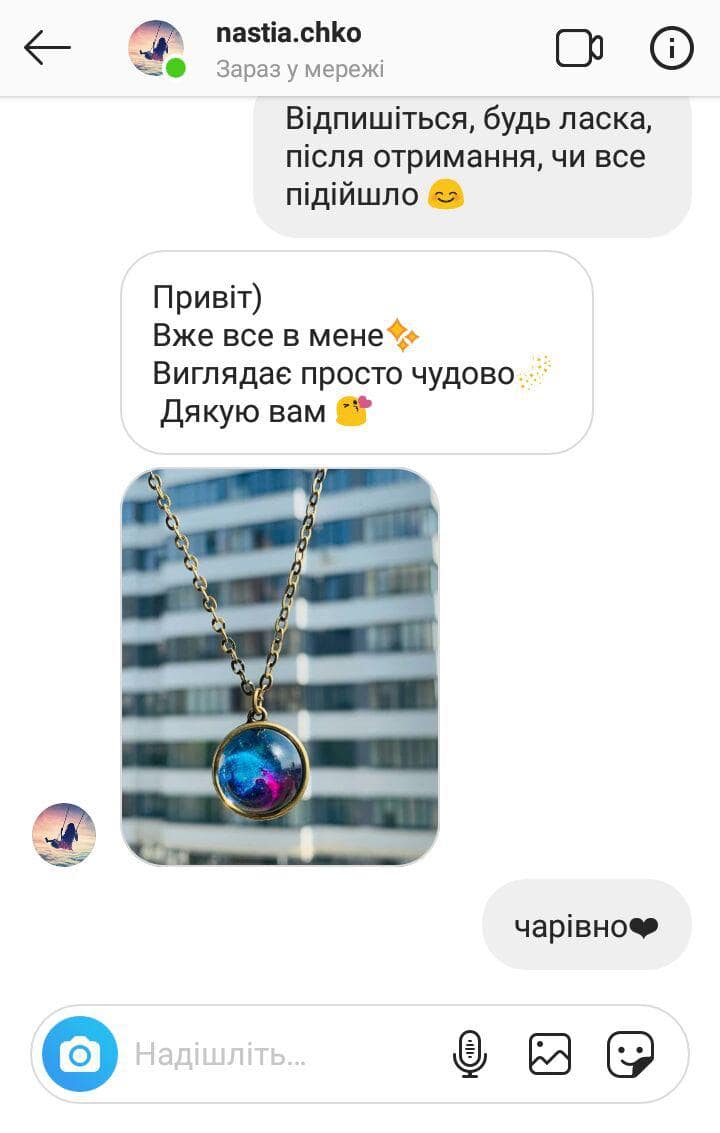 nastia.chko
Зараз у мережі
Відпишіться, будь ласка,
після отримання, чи все
підійшло 😊
Привіт)
Вже все в мене✨
Виглядає просто чудово
Дякую вам 😘
чарівно❤
Надішліть...